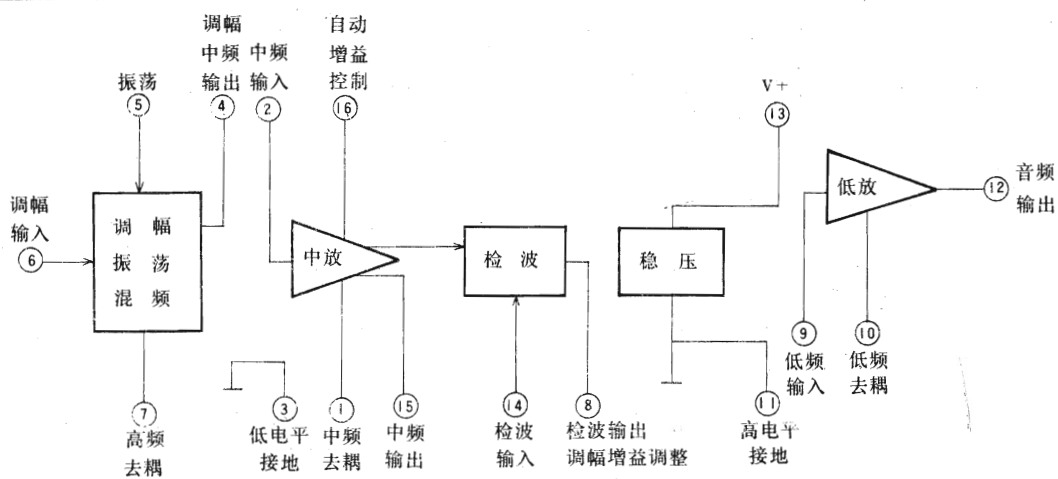 调幅
中频
输出
④
中频
输入
②
自动
增益
控制
⑯
振荡
⑤
V+
⑬
调幅
输入
⑥
调幅
振荡
混频
中放
检波
稳压
低放
⑫
音频
输出
⑨
低频
输入
⑩
低频
去耦
⑦
高频
去耦
③
低电平
接地
①
中频
去耦
⑮
中频
输出
⑭
检波
输入
⑧
检波输出
调幅增益调整
⑪
高电平
接地